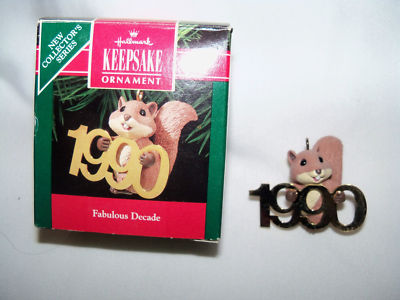 NEW
COLLECTOR'S
SERIES
Hallmark
KEEPSAKE
ORNAMENT
1990
Fabulous Decade
1990